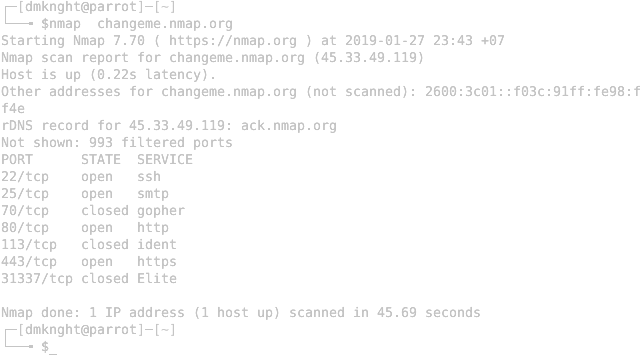 ┌─[dmknght@parrot]─[~]
└──╼ $nmap  changeme.nmap.org
Starting Nmap 7.70 ( https://nmap.org ) at 2019-01-27 23:43 +07
Nmap scan report for changeme.nmap.org (45.33.49.119)
Host is up (0.22s latency).
Other addresses for changeme.nmap.org (not scanned): 2600:3c01::f03c:91ff:fe98:f
f4e
rDNS record for 45.33.49.119: ack.nmap.org
Not shown: 993 filtered ports
PORT      STATE  SERVICE
22/tcp    open   ssh
25/tcp    open   smtp
70/tcp    closed gopher
80/tcp    open   http
113/tcp   closed ident
443/tcp   open   https
31337/tcp closed Elite

Nmap done: 1 IP address (1 host up) scanned in 45.69 seconds
┌─[dmknght@parrot]─[~]
└──╼ $_